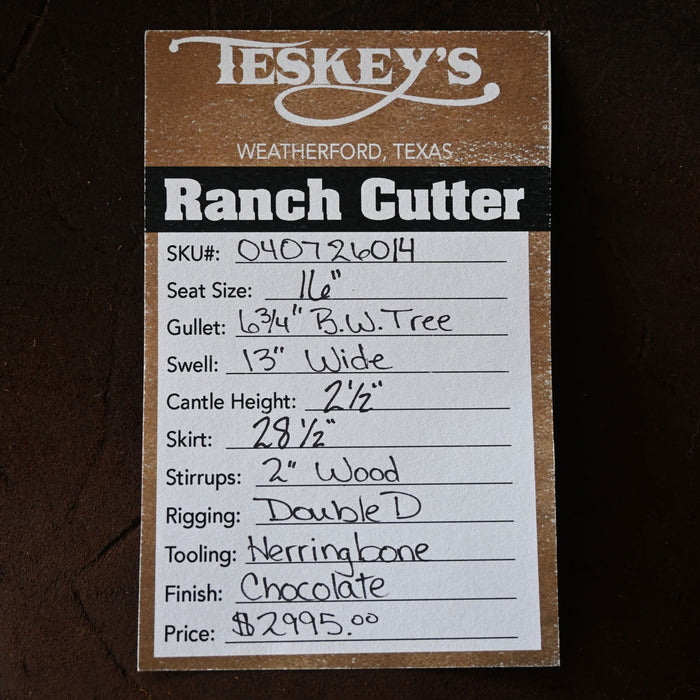 TESKEY'S
WEATHERFORD, TEXAS
Ranch Cutter
SKU#: 040726014
Seat Size: 16"
Gullet: 6 3/4" B.W. Tree
Swell: 13" Wide
Cantle Height: 2 1/2"
Skirt: 28 1/2"
Stirrups: 2" Wood
Rigging: Double D
Tooling: Herringbone
Finish: Chocolate
Price: $2995.00